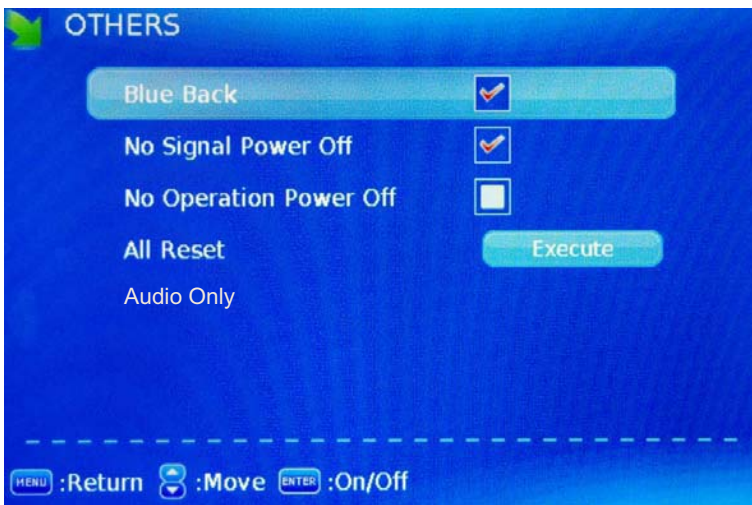 OTHERS
Blue Back
No Signal Power Off
No Operation Power Off
All Reset Execute
Audio Only
MENU :Return :Move ENTER :On/Off